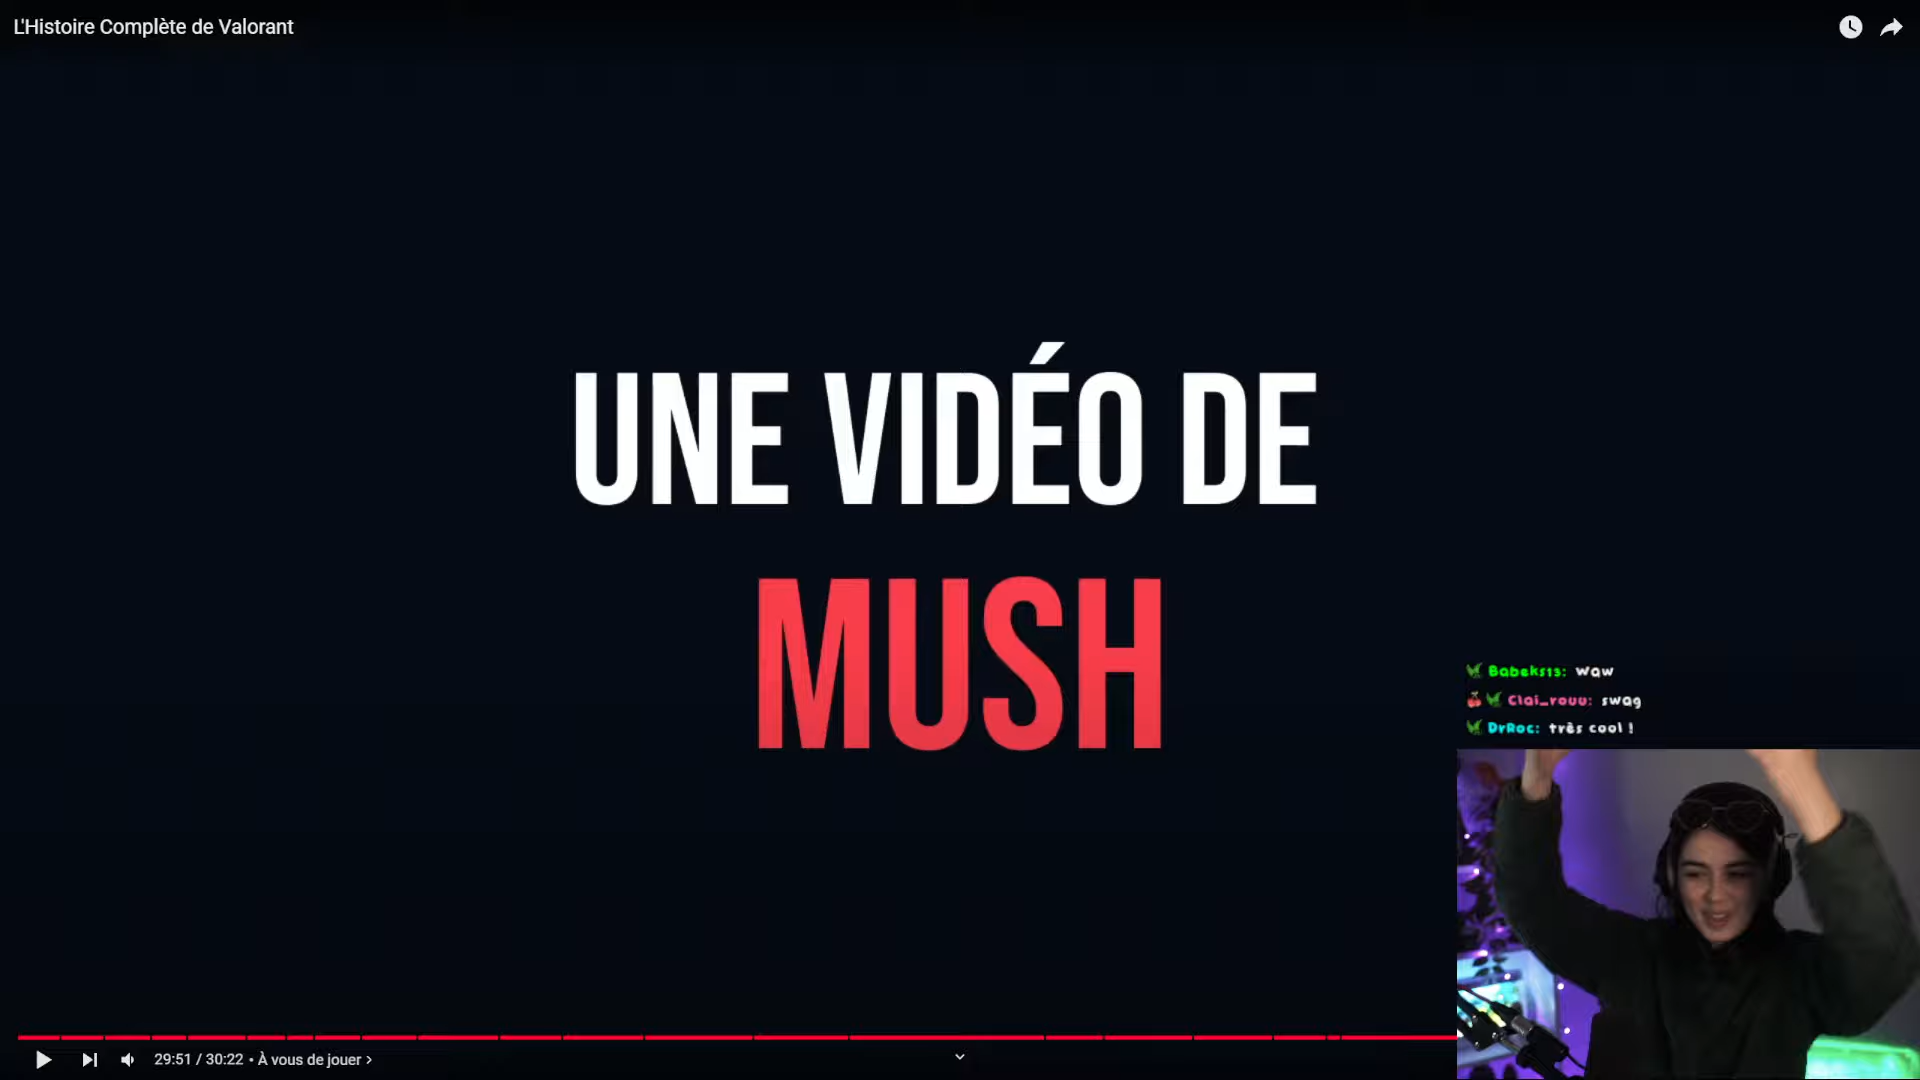 L'Histoire Complète de Valorant
UNE VIDÉO DE
MUSH
Babeks13: waw
Clai_rouu: swag
DrRoc: très cool !
29:51 / 30:22 • À vous de jouer ›